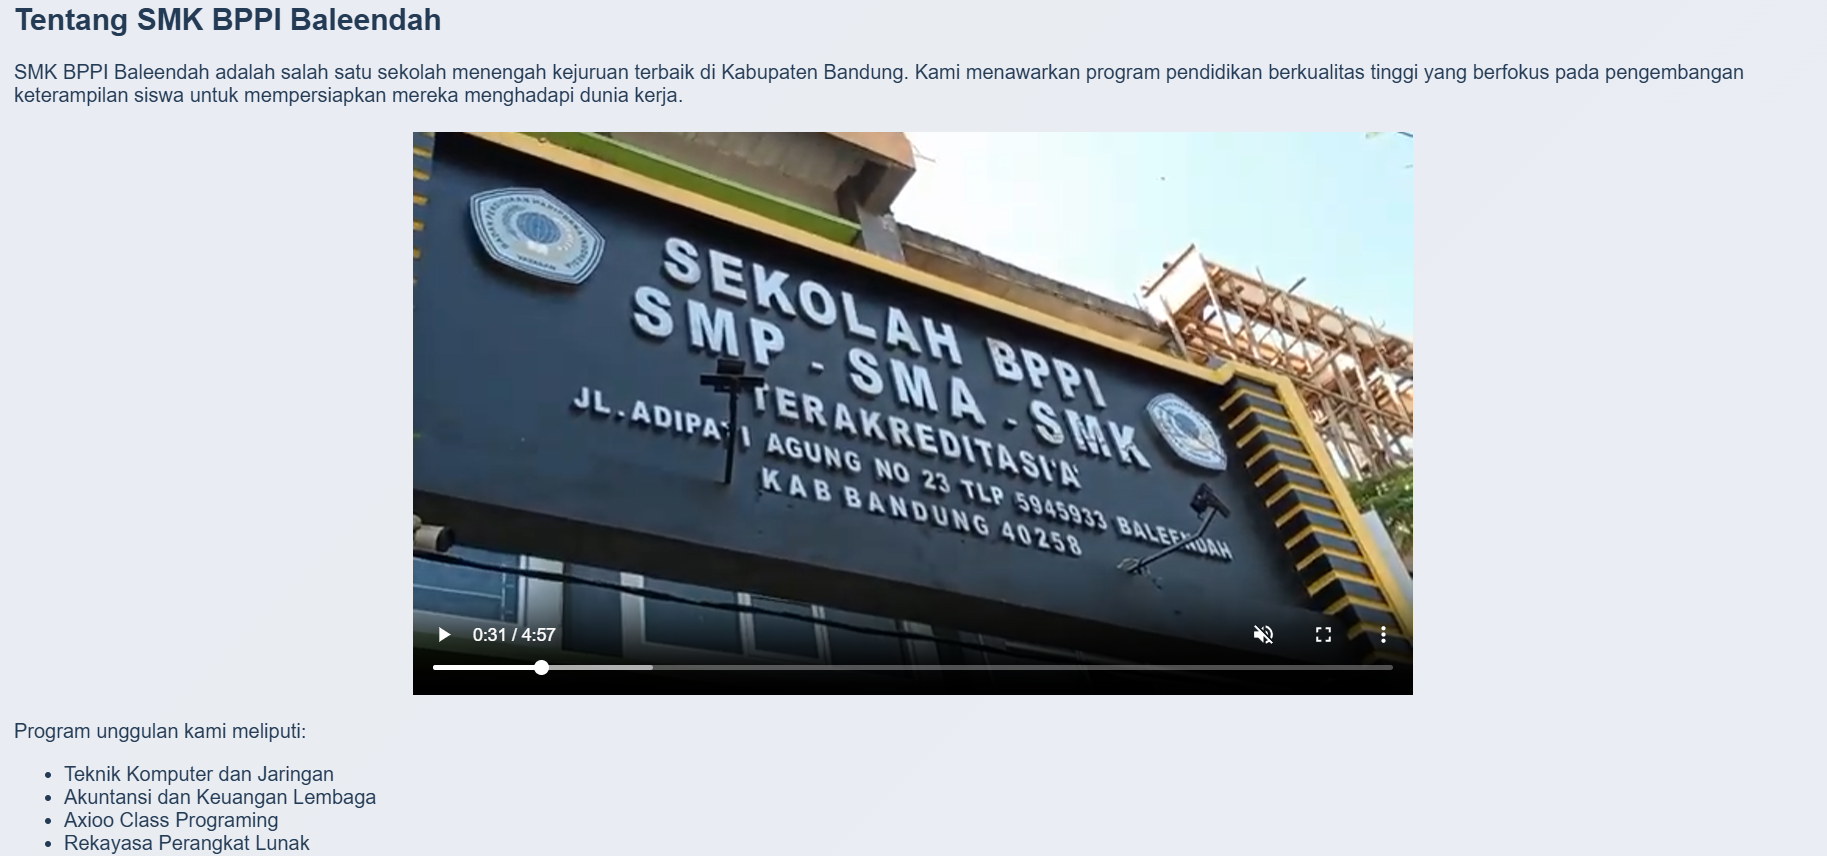 Tentang SMK BPPI Baleendah
SMK BPPI Baleendah adalah salah satu sekolah menengah kejuruan terbaik di Kabupaten Bandung. Kami menawarkan program pendidikan berkualitas tinggi yang berfokus pada pengembangan
keterampilan siswa untuk mempersiapkan mereka menghadapi dunia kerja.
SEKOLAH BPPI
SMP - SMA - SMK
TERAKREDITASI 'A'
JL.ADIPATI AGUNG NO 23 TLP 5945933 BALEENDAH
KAB BANDUNG 40258
0:31 / 4:57
Program unggulan kami meliputi:
Teknik Komputer dan Jaringan
Akuntansi dan Keuangan Lembaga
Axioo Class Programing
Rekayasa Perangkat Lunak